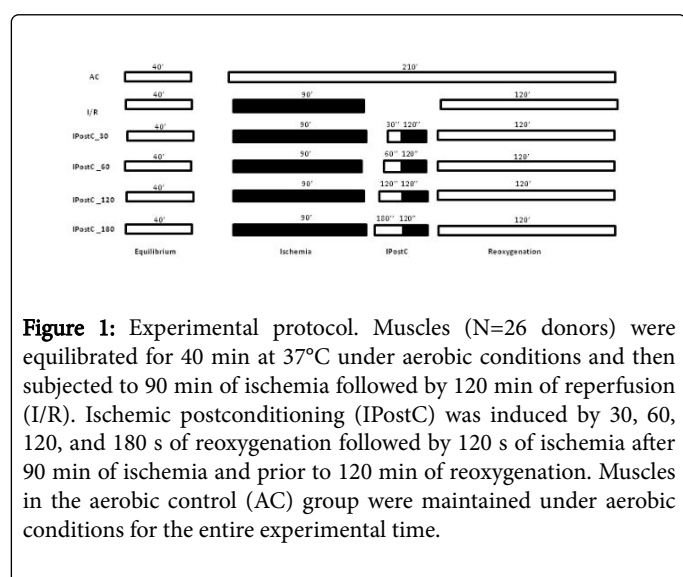 40' 210'
AC
40' 90' 120'
I/R
40' 90' 30'' 120'' 120'
IPostC_30
40' 90' 60'' 120'' 120'
IPostC_60
40' 90' 120'' 120'' 120'
IPostC_120
40' 90' 180'' 120'' 120'
IPostC_180
Equilibrium Ischemia IPostC Reoxygenation
Figure 1: Experimental protocol. Muscles (N=26 donors) were
equilibrated for 40 min at 37°C under aerobic conditions and then
subjected to 90 min of ischemia followed by 120 min of reperfusion
(I/R). Ischemic postconditioning (IPostC) was induced by 30, 60,
120, and 180 s of reoxygenation followed by 120 s of ischemia after
90 min of ischemia and prior to 120 min of reoxygenation. Muscles
in the aerobic control (AC) group were maintained under aerobic
conditions for the entire experimental time.